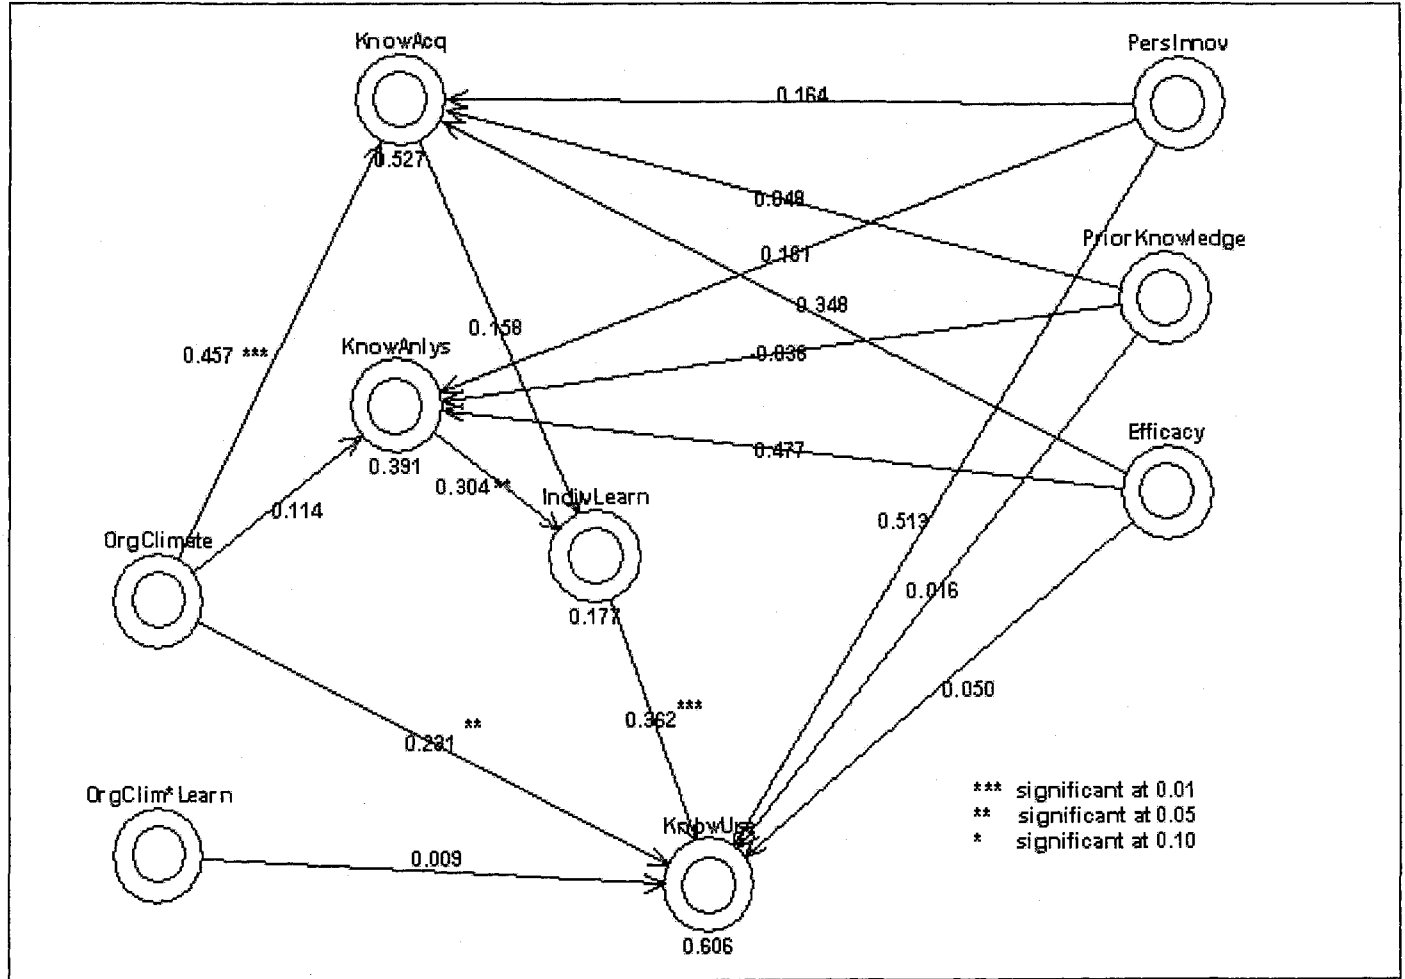 KnowAcq
PersInnov
0.164
0.527
0.048
PriorKnowledge
0.161
0.348
0.158
KnowAnlys
0.457 ***
-0.036
Efficacy
0.477
0.391
0.304**
IndivLearn
0.114
0.513
OrgClimate
0.016
0.177
0.050
***
0.362
**
0.231
*** significant at 0.01
OrgClim*Learn
** significant at 0.05
KnowUse
* significant at 0.10
0.009
0.606